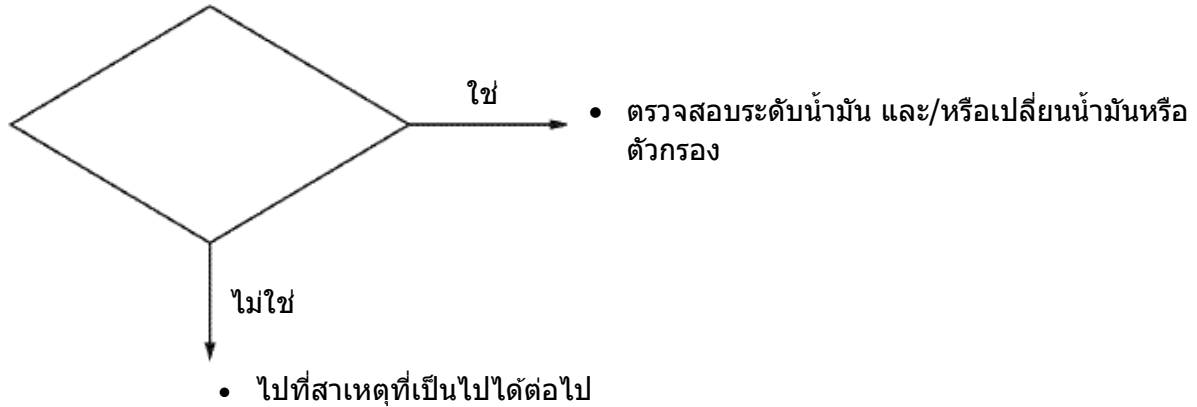 ใช่
• ตรวจสอบระดับน้ำมัน และ/หรือเปลี่ยนน้ำมันหรือ
ตัวกรอง
ไม่ใช่
• ไปที่สาเหตุที่เป็นไปได้ต่อไป